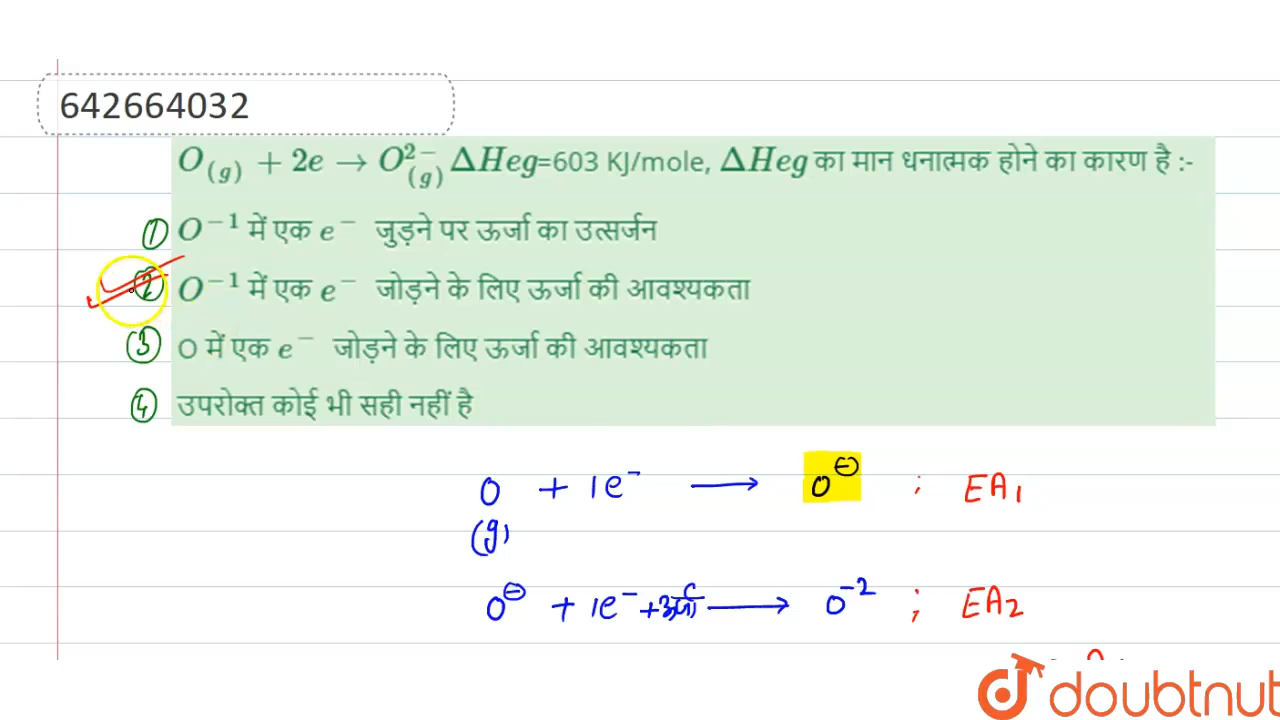 642664032
O(g) + 2e → O²⁻(g) ΔHeg=603 KJ/mole, ΔHeg का मान धनात्मक होने का कारण है :-
① O⁻¹ में एक e⁻ जुड़ने पर ऊर्जा का उत्सर्जन
② O⁻¹ में एक e⁻ जोड़ने के लिए ऊर्जा की आवश्यकता
③ O में एक e⁻ जोड़ने के लिए ऊर्जा की आवश्यकता
④ उपरोक्त कोई भी सही नहीं है
O + 1e⁻ → O⊖ ; EA₁
(g)
O⊖ + 1e⁻ + ऊर्जा → O⁻² ; EA₂
doubtnut